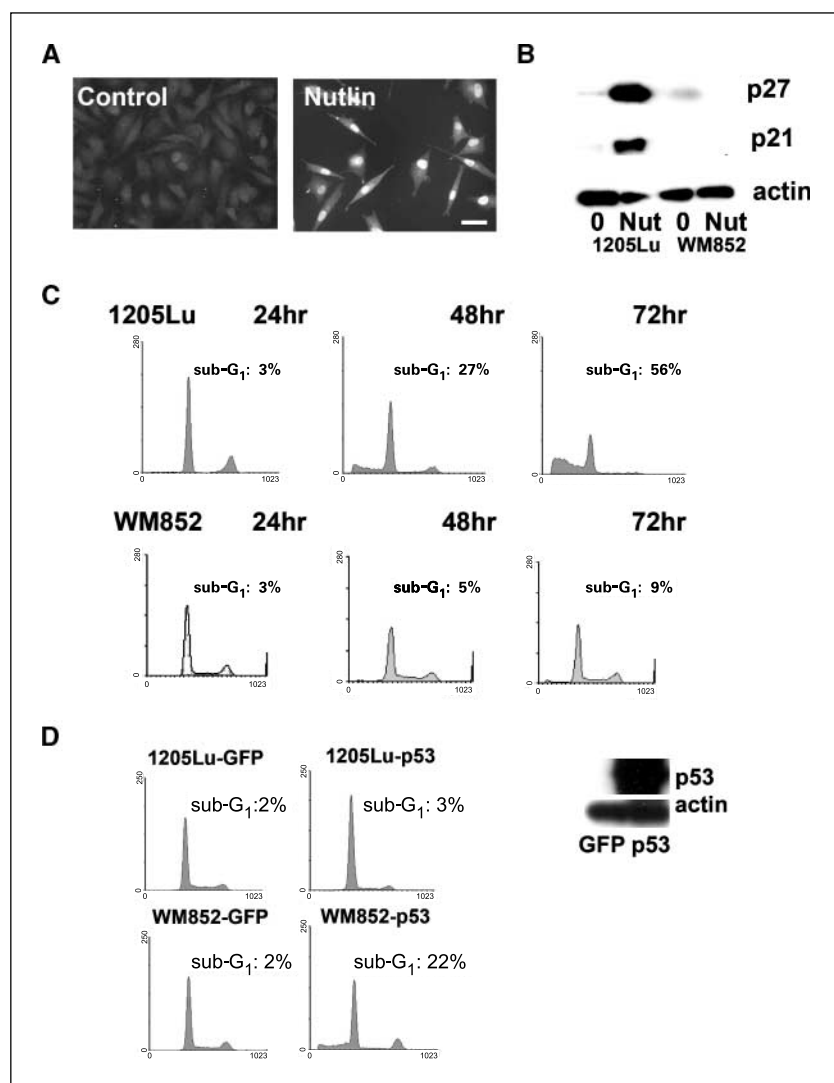 A
Control
Nutlin
B
p27
p21
actin
0 Nut 0 Nut
1205Lu WM852
C
1205Lu 24hr 48hr 72hr
280
sub-G1: 3%
0
0 1023
280
sub-G1: 27%
0
0 1023
280
sub-G1: 56%
0
0 1023
WM852 24hr 48hr 72hr
280
sub-G1: 3%
0
0 1023
280
sub-G1: 5%
0
0 1023
280
sub-G1: 9%
0
0 1023
D
1205Lu-GFP
250
sub-G1:2%
0
0 1023
1205Lu-p53
250
sub-G1: 3%
0
0 1023
WM852-GFP
250
sub-G1: 2%
0
0 1023
WM852-p53
250
sub-G1: 22%
0
0 1023
p53
actin
GFP p53